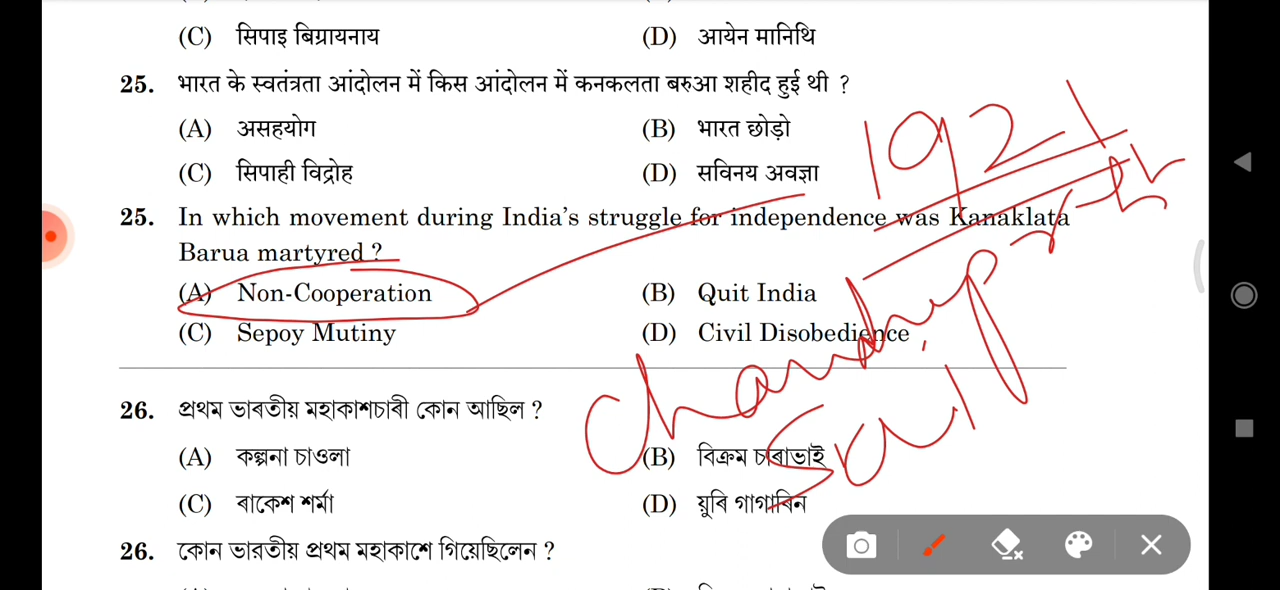 (C) सिपाइ बिग्रायनाय (D) आयेन मानिथि
25. भारत के स्वतंत्रता आंदोलन में किस आंदोलन में कनकलता बरुआ शहीद हुई थी ?
(A) असहयोग (B) भारत छोड़ो
(C) सिपाही विद्रोह (D) सविनय अवज्ञा
1921
25. In which movement during India's struggle for independence was Kanaklata
Barua martyred ?
(A) Non-Cooperation (B) Quit India
(C) Sepoy Mutiny (D) Civil Disobedience
26. প্ৰথম ভাৰতীয় মহাকাশচাৰী কোন আছিল ?
(A) কল্পনা চাওলা (B) বিক্ৰম চাৰাভাই
(C) ৰাকেশ শৰ্মা (D) য়ুৰি গাগাৰিন
26. কোন ভারতীয় প্রথম মহাকাশে গিয়েছিলেন ?